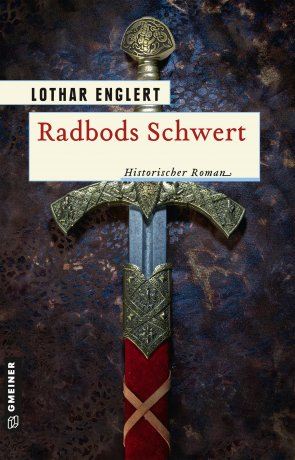 LOTHAR ENGLERT
Radbods Schwert
Historischer Roman
GMEINER